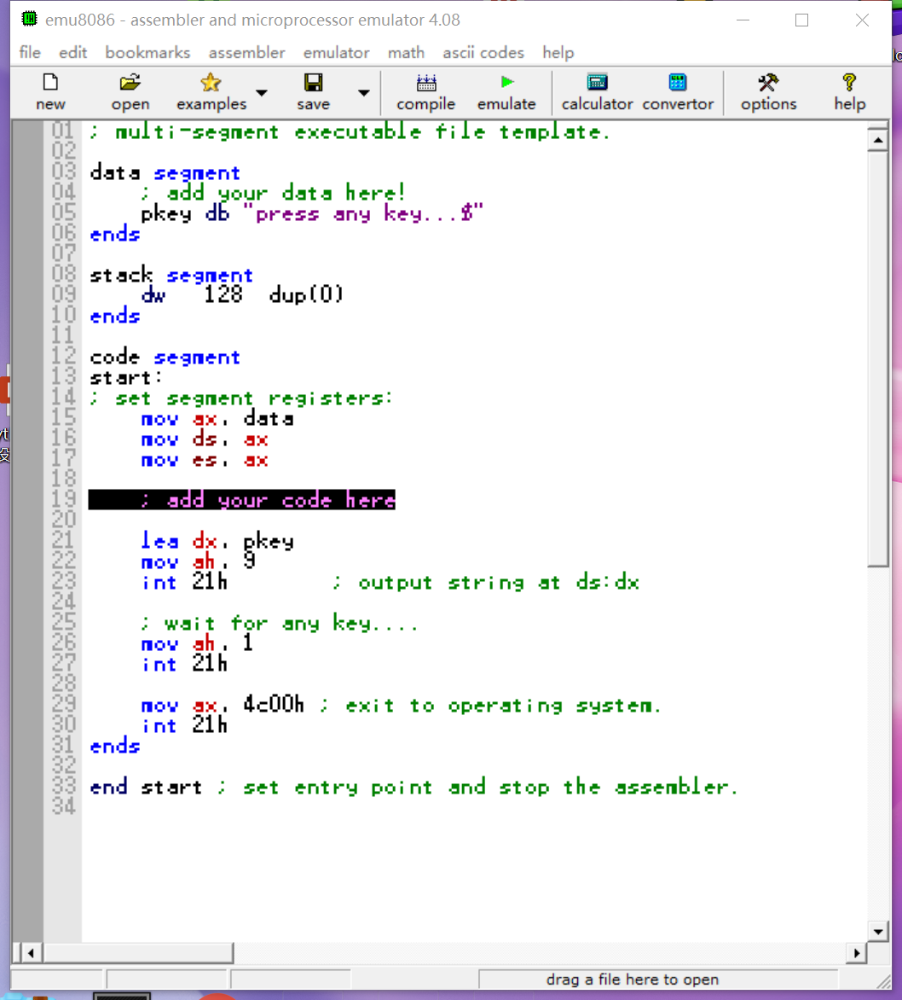 emu8086 - assembler and microprocessor emulator 4.08
file edit bookmarks assembler emulator math ascii codes help
new open examples save compile emulate calculator convertor options help
01 ; multi-segment executable file template.
02
03 data segment
04 ; add your data here!
05 pkey db "press any key...$"
06 ends
07
08 stack segment
09 dw 128 dup(0)
10 ends
11
12 code segment
13 start:
14 ; set segment registers:
15 mov ax, data
16 mov ds, ax
17 mov es, ax
18
19 ; add your code here
20
21 lea dx, pkey
22 mov ah, 9
23 int 21h ; output string at ds:dx
24
25 ; wait for any key....
26 mov ah, 1
27 int 21h
28
29 mov ax, 4c00h ; exit to operating system.
30 int 21h
31 ends
32
33 end start ; set entry point and stop the assembler.
34
drag a file here to open